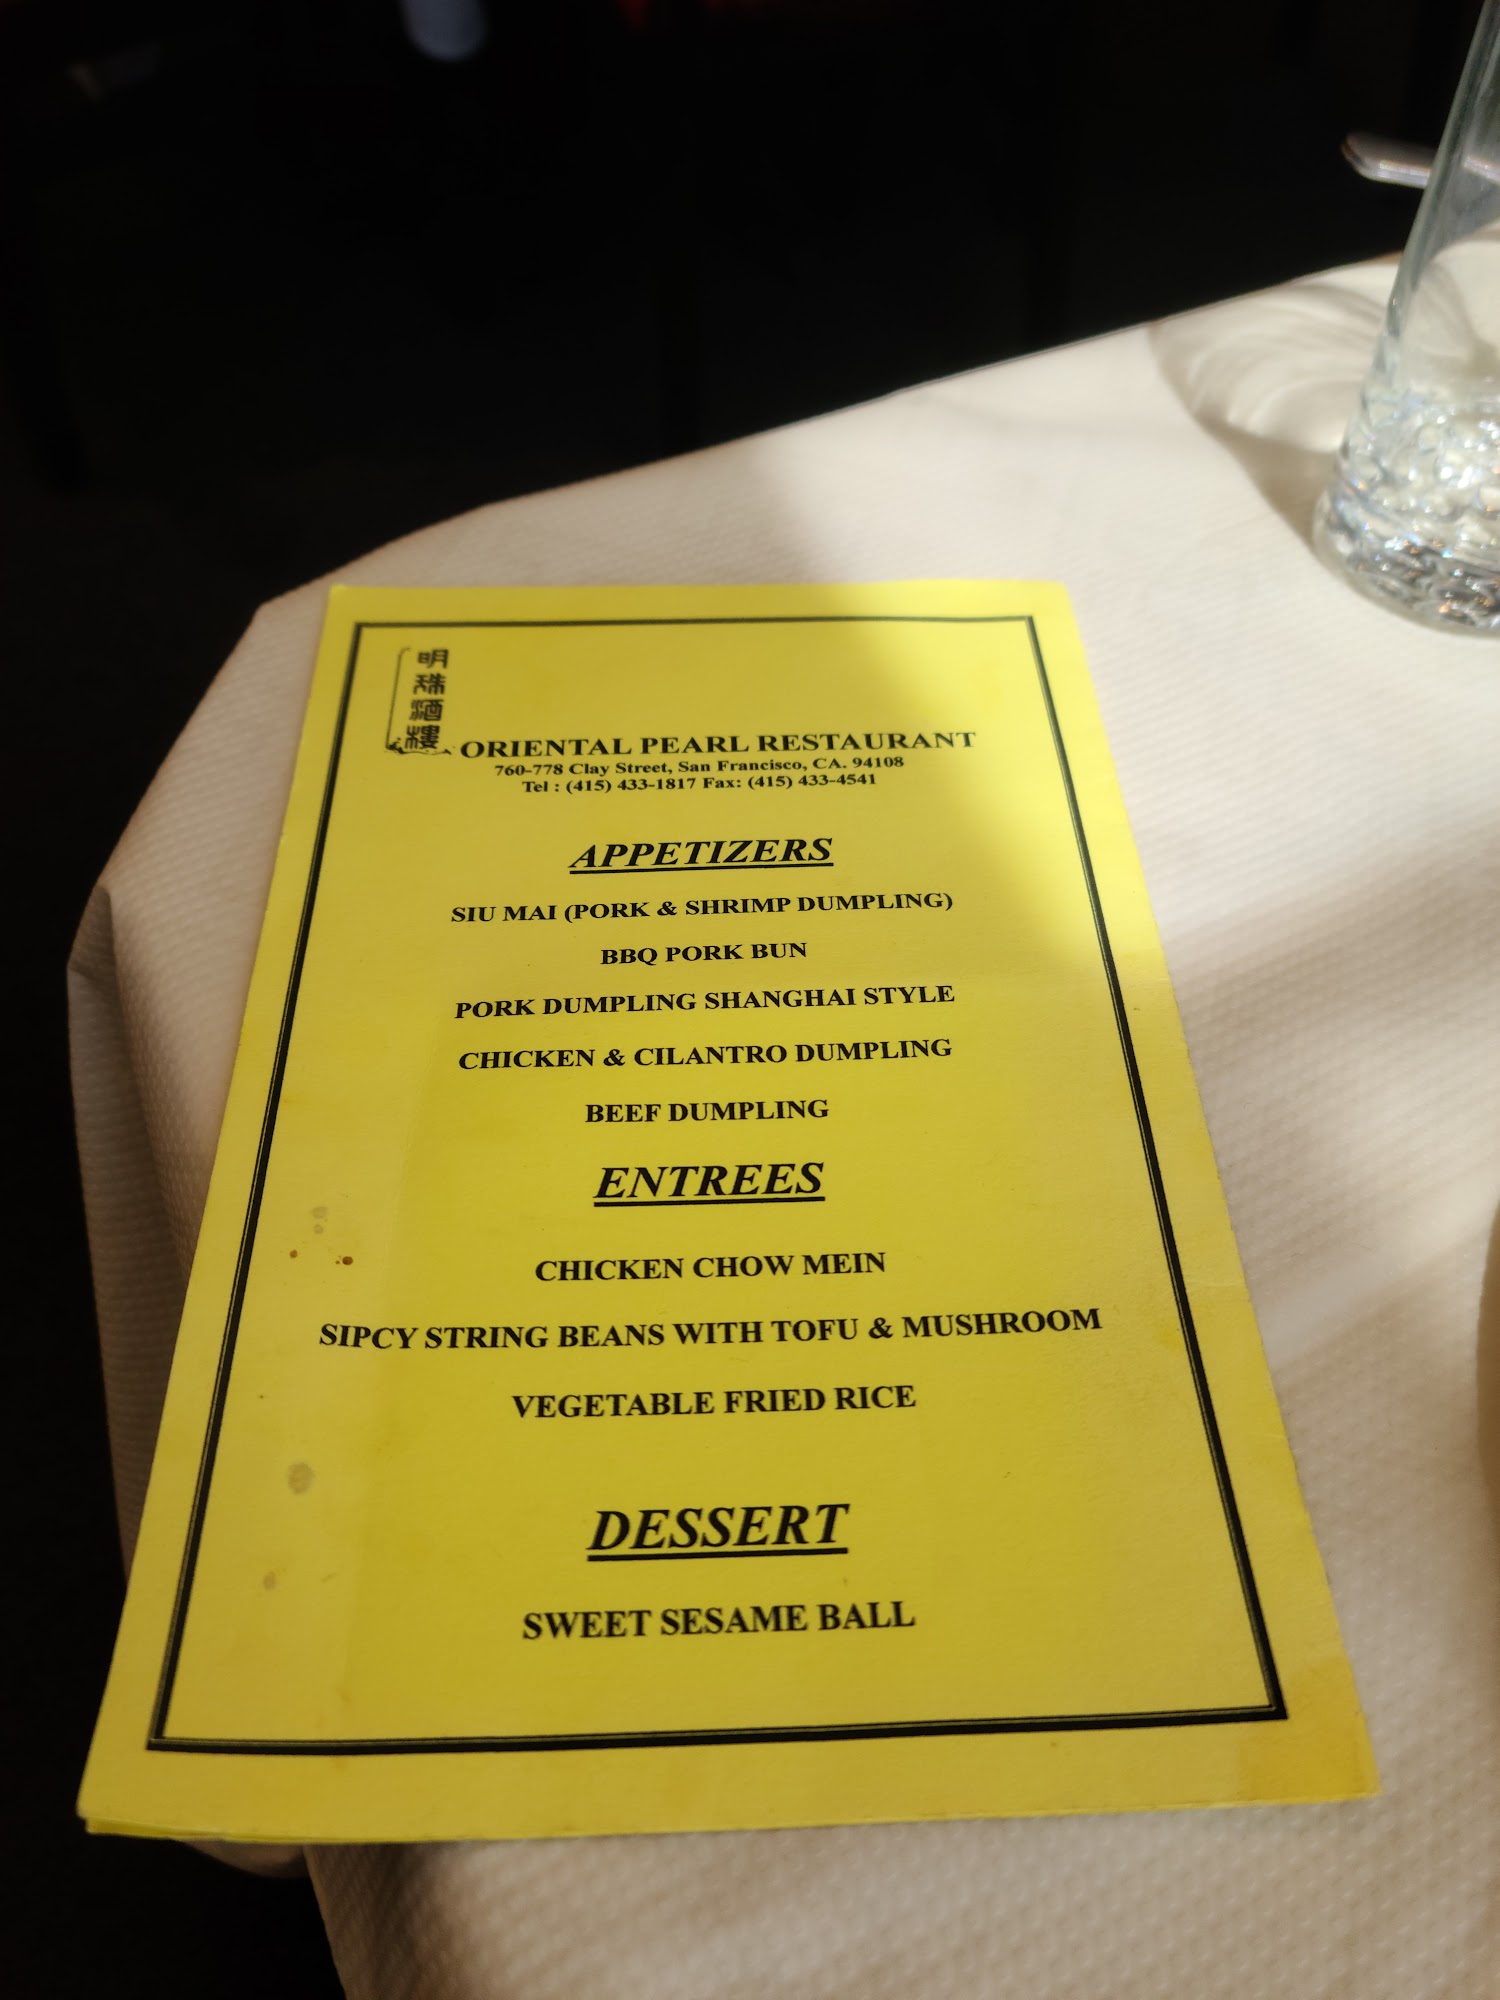 明珠酒樓
ORIENTAL PEARL RESTAURANT
760-778 Clay Street, San Francisco, CA. 94108
Tel : (415) 433-1817 Fax: (415) 433-4541
APPETIZERS
SIU MAI (PORK & SHRIMP DUMPLING)
BBQ PORK BUN
PORK DUMPLING SHANGHAI STYLE
CHICKEN & CILANTRO DUMPLING
BEEF DUMPLING
ENTREES
CHICKEN CHOW MEIN
SIPCY STRING BEANS WITH TOFU & MUSHROOM
VEGETABLE FRIED RICE
DESSERT
SWEET SESAME BALL